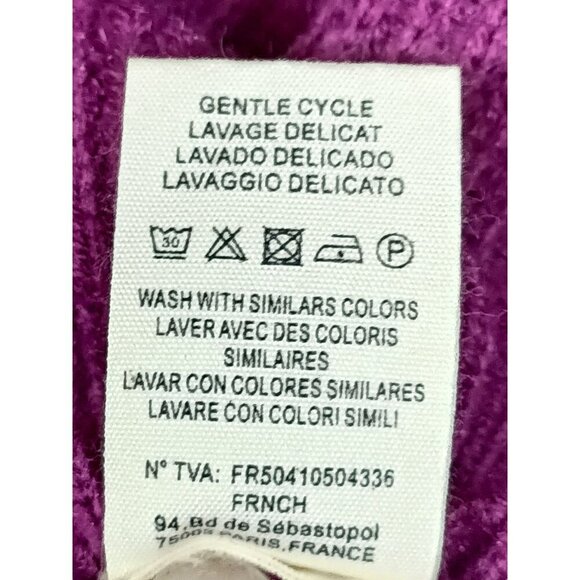 GENTLE CYCLE
LAVAGE DELICAT
LAVADO DELICADO
LAVAGGIO DELICATO
30 P
WASH WITH SIMILARS COLORS
LAVER AVEC DES COLORIS
SIMILAIRES
LAVAR CON COLORES SIMILARES
LAVARE CON COLORI SIMILI
N° TVA: FR50410504336
FRNCH
94,Bd de Sébastopol
PARIS,FRANCE